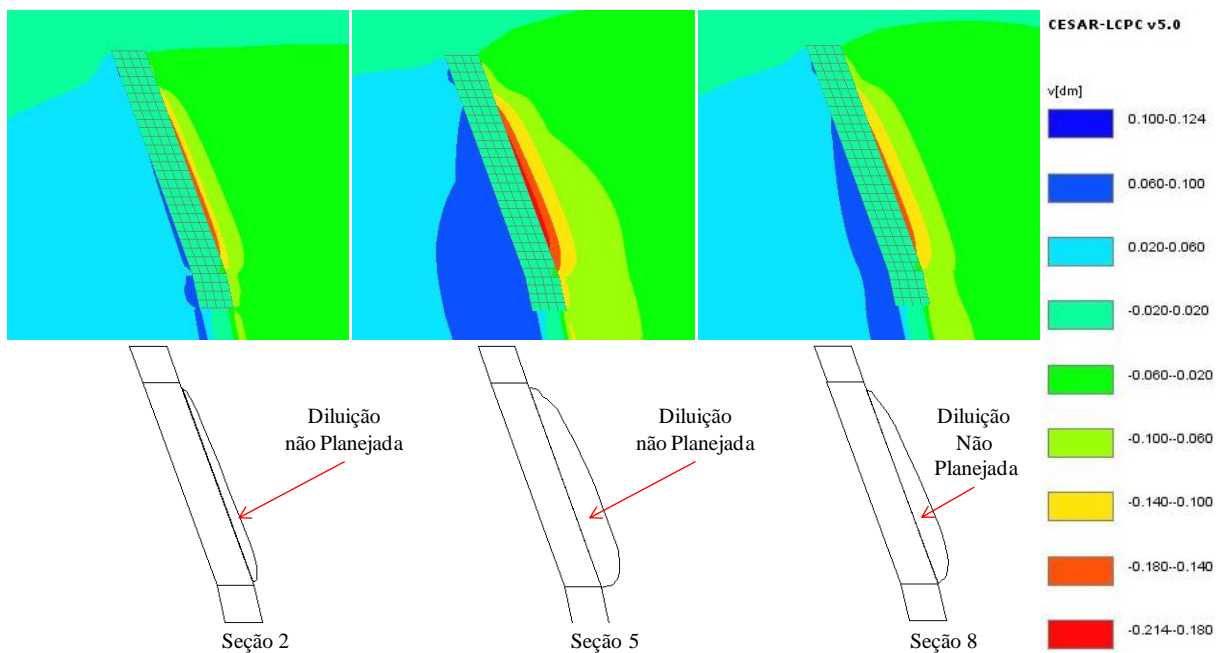 CESAR-LCPC v5.0
v[dm]
0.100-0.124
0.060-0.100
0.020-0.060
-0.020-0.020
-0.060--0.020
-0.100--0.060
-0.140--0.100
-0.180--0.140
-0.214--0.180
Diluição
não Planejada
Diluição
não Planejada
Diluição
Não
Planejada
Seção 2
Seção 5
Seção 8